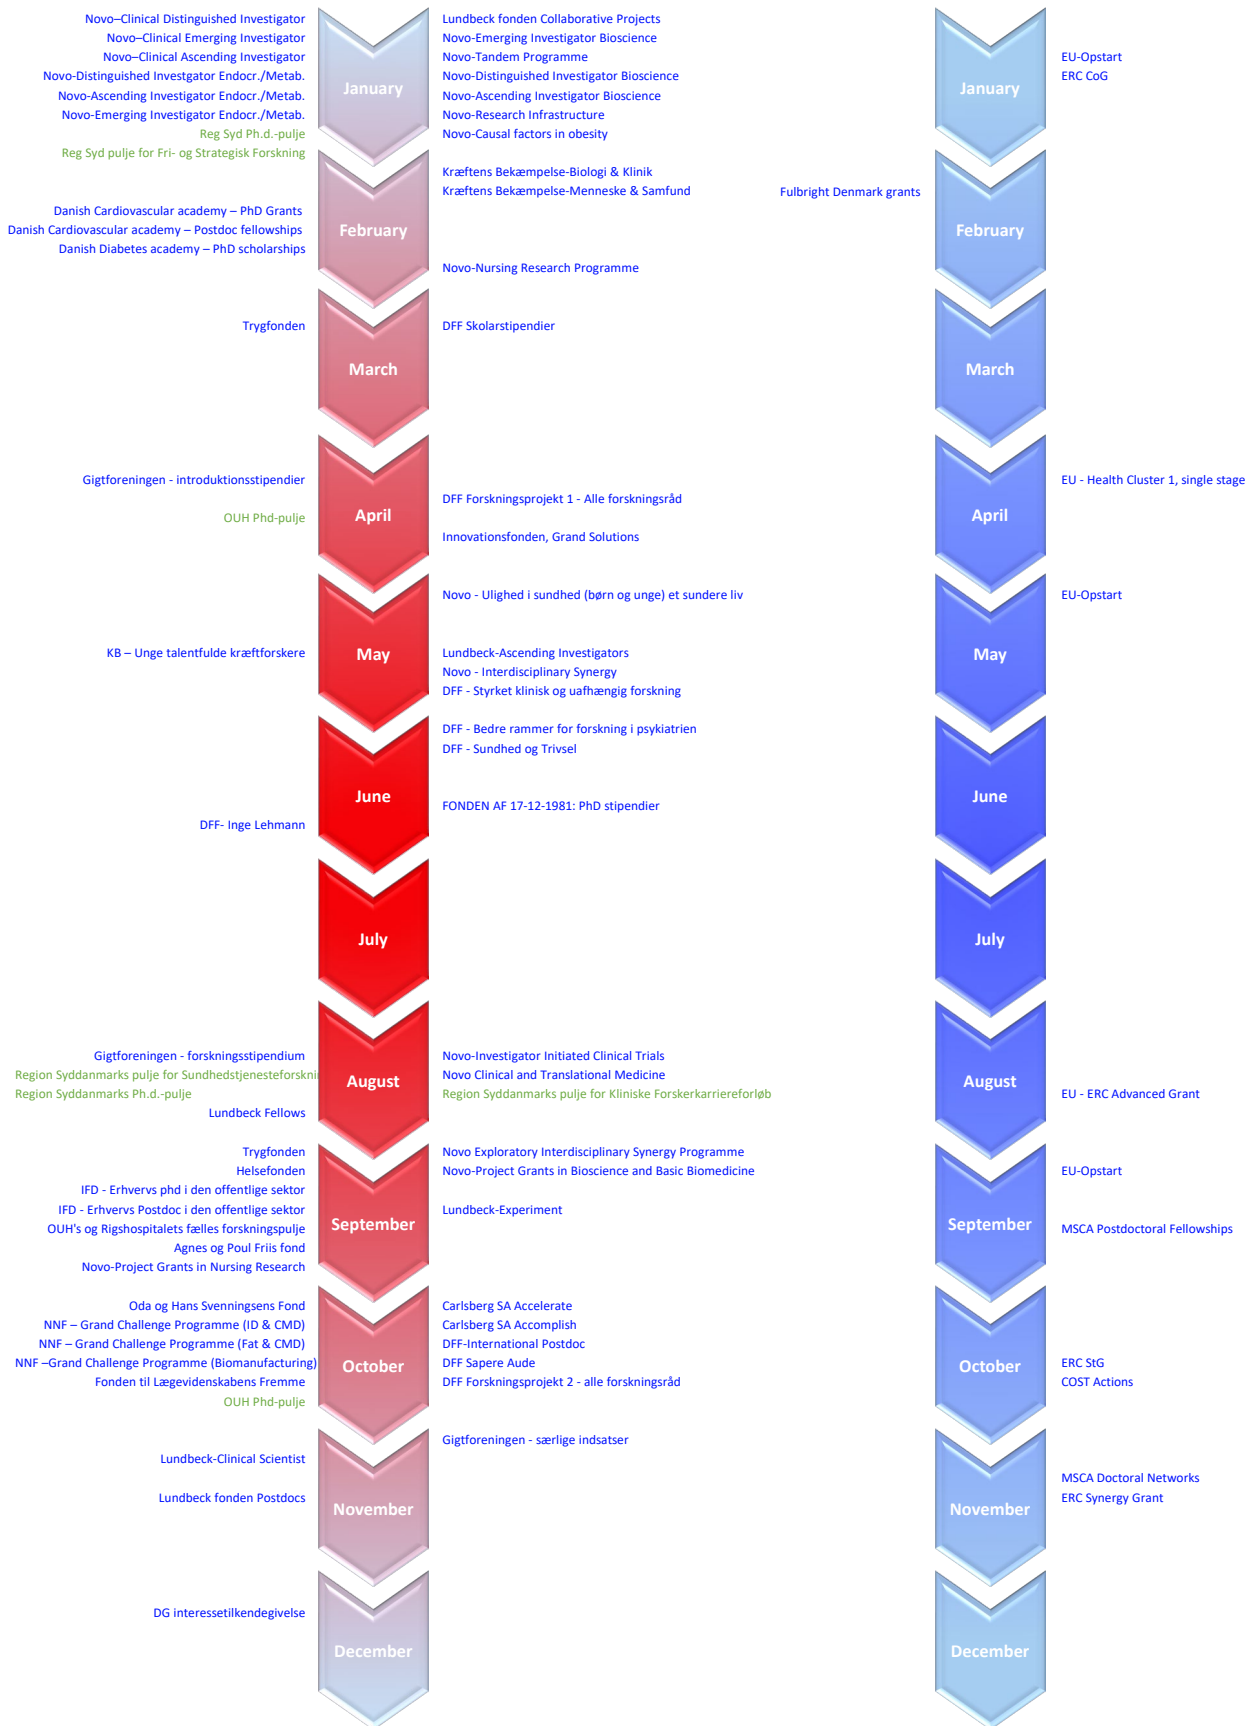 Novo–Clinical Distinguished Investigator
Novo–Clinical Emerging Investigator
Novo–Clinical Ascending Investigator
Novo-Distinguished Investgator Endocr./Metab.
Novo-Ascending Investigator Endocr./Metab.
Novo-Emerging Investigator Endocr./Metab.
Reg Syd Ph.d.-pulje
Reg Syd pulje for Fri- og Strategisk Forskning
January
Lundbeck fonden Collaborative Projects
Novo-Emerging Investigator Bioscience
Novo-Tandem Programme
Novo-Distinguished Investigator Bioscience
Novo-Ascending Investigator Bioscience
Novo-Research Infrastructure
Novo-Causal factors in obesity
January
EU-Opstart
ERC CoG
Danish Cardiovascular academy – PhD Grants
Danish Cardiovascular academy – Postdoc fellowships
Danish Diabetes academy – PhD scholarships
February
Kræftens Bekæmpelse-Biologi & Klinik
Kræftens Bekæmpelse-Menneske & Samfund
Novo-Nursing Research Programme
Fulbright Denmark grants
February
Trygfonden
March
DFF Skolarstipendier
March
Gigtforeningen - introduktionsstipendier
OUH Phd-pulje
April
DFF Forskningsprojekt 1 - Alle forskningsråd
Innovationsfonden, Grand Solutions
April
EU - Health Cluster 1, single stage
KB – Unge talentfulde kræftforskere
May
Novo - Ulighed i sundhed (børn og unge) et sundere liv
Lundbeck-Ascending Investigators
Novo - Interdisciplinary Synergy
DFF - Styrket klinisk og uafhængig forskning
May
EU-Opstart
DFF- Inge Lehmann
June
DFF - Bedre rammer for forskning i psykiatrien
DFF - Sundhed og Trivsel
FONDEN AF 17-12-1981: PhD stipendier
June
July
July
Gigtforeningen - forskningsstipendium
Region Syddanmarks pulje for Sundhedstjenesteforskni
Region Syddanmarks Ph.d.-pulje
Lundbeck Fellows
August
Novo-Investigator Initiated Clinical Trials
Novo Clinical and Translational Medicine
Region Syddanmarks pulje for Kliniske Forskerkarriereforløb
August
EU - ERC Advanced Grant
Trygfonden
Helsefonden
IFD - Erhvervs phd i den offentlige sektor
IFD - Erhvervs Postdoc i den offentlige sektor
OUH's og Rigshospitalets fælles forskningspulje
Agnes og Poul Friis fond
Novo-Project Grants in Nursing Research
September
Novo Exploratory Interdisciplinary Synergy Programme
Novo-Project Grants in Bioscience and Basic Biomedicine
Lundbeck-Experiment
September
EU-Opstart
MSCA Postdoctoral Fellowships
Oda og Hans Svenningsens Fond
NNF – Grand Challenge Programme (ID & CMD)
NNF – Grand Challenge Programme (Fat & CMD)
NNF –Grand Challenge Programme (Biomanufacturing)
Fonden til Lægevidenskabens Fremme
OUH Phd-pulje
October
Carlsberg SA Accelerate
Carlsberg SA Accomplish
DFF-International Postdoc
DFF Sapere Aude
DFF Forskningsprojekt 2 - alle forskningsråd
October
ERC StG
COST Actions
Lundbeck-Clinical Scientist
Lundbeck fonden Postdocs
November
Gigtforeningen - særlige indsatser
November
MSCA Doctoral Networks
ERC Synergy Grant
DG interessetilkendegivelse
December
December